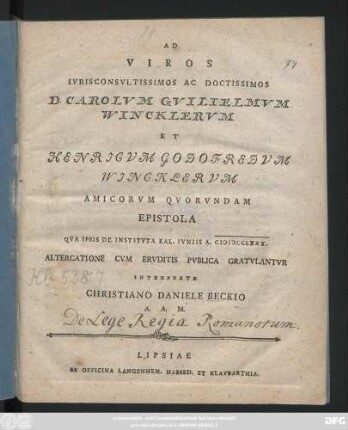 AD
VIROS
IVRISCONSVLTISSIMOS AC DOCTISSIMOS
D. CAROLVM GVILIELMVM
WINCKLERVM
ET
HENRICVM GODOFREDVM
WINCKLERVM
AMICORVM QVORVNDAM
EPISTOLA
QVA IPSIS DE INSTITVTA KAL. IVNIIS A. CIƆIƆCCLXXX.
ALTERCATIONE CVM ERVDITIS PVBLICA GRATVLANTVR
INTERPRETE
CHRISTIANO DANIELE BECKIO
A. A. M.
De Lege Regia Romanorum.
LIPSIAE
EX OFFICINA LANGENHEM. HAERED. ET KLAVBARTHIA.